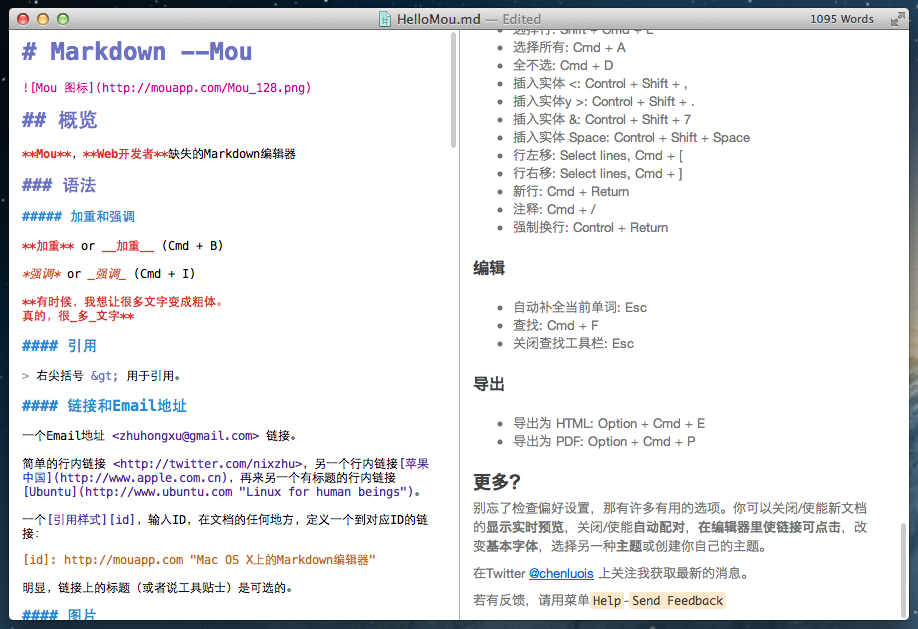 HelloMou.md — Edited
1095 Words
# Markdown --Mou
![Mou 图标](http://mouapp.com/Mou_128.png)
## 概览
**Mou**，**Web开发者**缺失的Markdown编辑器
### 语法
##### 加重和强调
**加重** or __加重__ (Cmd + B)
*强调* or _强调_ (Cmd + I)
**有时候，我想让很多文字变成粗体。
真的，很_多_文字**
#### 引用
> 右尖括号 &gt; 用于引用。
#### 链接和Email地址
一个Email地址 <zhuhongxu@gmail.com> 链接。
简单的行内链接 <http://twitter.com/nixzhu>，另一个行内链接[苹果
中国](http://www.apple.com.cn)，再来另一个有标题的行内链接
[Ubuntu](http://www.ubuntu.com "Linux for human beings")。
一个[引用样式][id]，输入ID，在文档的任何地方，定义一个到对应ID的链
接：
[id]: http://mouapp.com "Mac OS X上的Markdown编辑器"
明显，链接上的标题（或者说工具贴士）是可选的。
#### 图片
选择行: Shift + Cmd + L
选择所有: Cmd + A
全不选: Cmd + D
插入实体 <: Control + Shift + ,
插入实体y >: Control + Shift + .
插入实体 &: Control + Shift + 7
插入实体 Space: Control + Shift + Space
行左移: Select lines, Cmd + [
行右移: Select lines, Cmd + ]
新行: Cmd + Return
注释: Cmd + /
强制换行: Control + Return
编辑
自动补全当前单词: Esc
查找: Cmd + F
关闭查找工具栏: Esc
导出
导出为 HTML: Option + Cmd + E
导出为 PDF: Option + Cmd + P
更多?
别忘了检查偏好设置，那有许多有用的选项。你可以关闭/使能新文档
的显示实时预览，关闭/使能自动配对，在编辑器里使链接可点击，改
变基本字体，选择另一种主题或创建你自己的主题。
在Twitter @chenluois 上关注我获取最新的消息。
若有反馈，请用菜单Help-Send Feedback